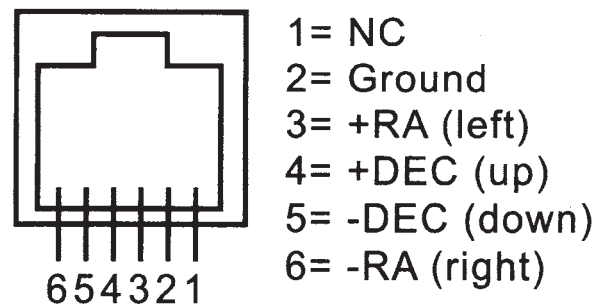 1= NC
2= Ground
3= +RA (left)
4= +DEC (up)
5= -DEC (down)
6= -RA (right)
654321